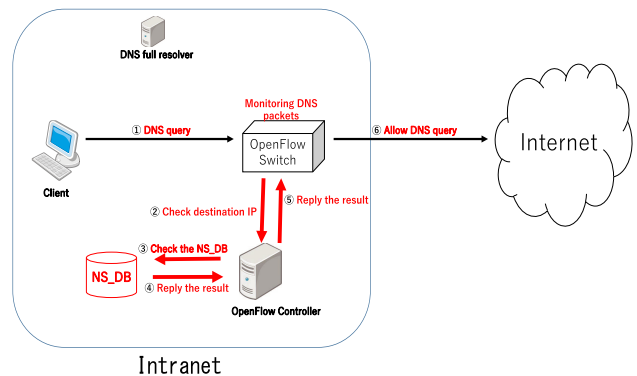 DNS full resolver
Monitoring DNS
packets
① DNS query
OpenFlow
Switch
⑥ Allow DNS query
Internet
Client
② Check destination IP
⑤ Reply the result
③ Check the NS_DB
NS_DB
④ Reply the result
OpenFlow Controller
Intranet